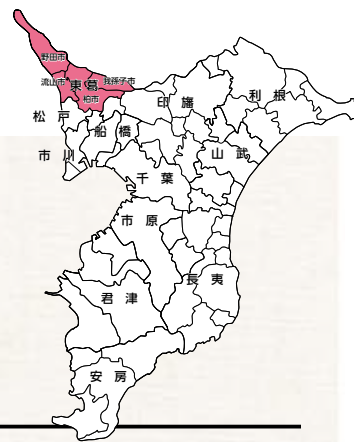 野田市
流山市
東葛
我孫子市
柏市
印旛
利根
松戸
船橋
市川
山武
千葉
市原
長夷
君津
安房